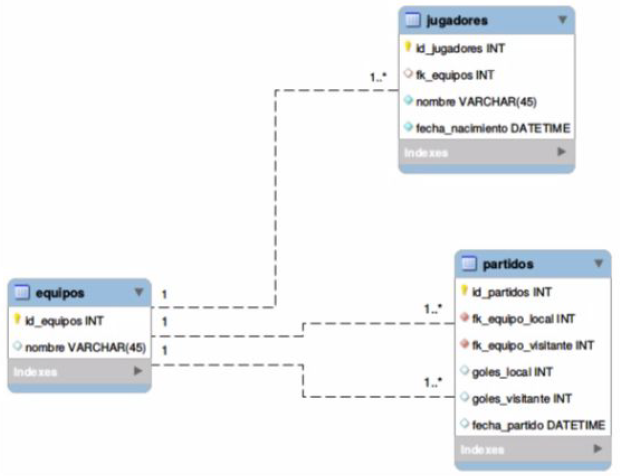 jugadores
id_jugadores INT
fk_equipos INT
nombre VARCHAR(45)
fecha_nacimiento DATETIME
Indexes
1..*
equipos
id_equipos INT
nombre VARCHAR(45)
Indexes
1
1
1
1..*
1..*
partidos
id_partidos INT
fk_equipo_local INT
fk_equipo_visitante INT
goles_local INT
goles_visitante INT
fecha_partido DATETIME
Indexes